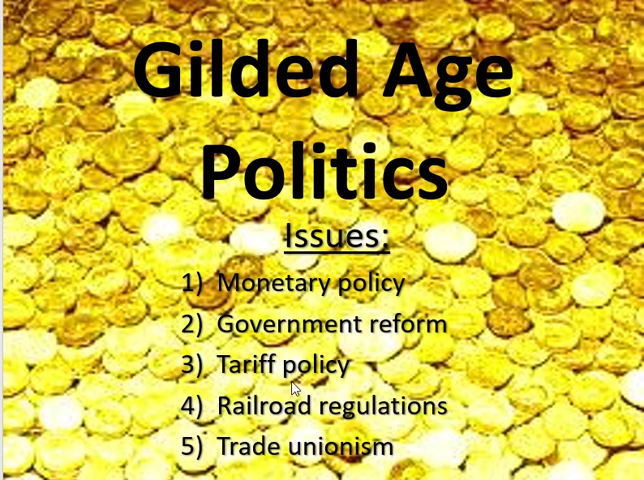 Gilded Age
Politics
Issues:
1) Monetary policy
2) Government reform
3) Tariff policy
4) Railroad regulations
5) Trade unionism